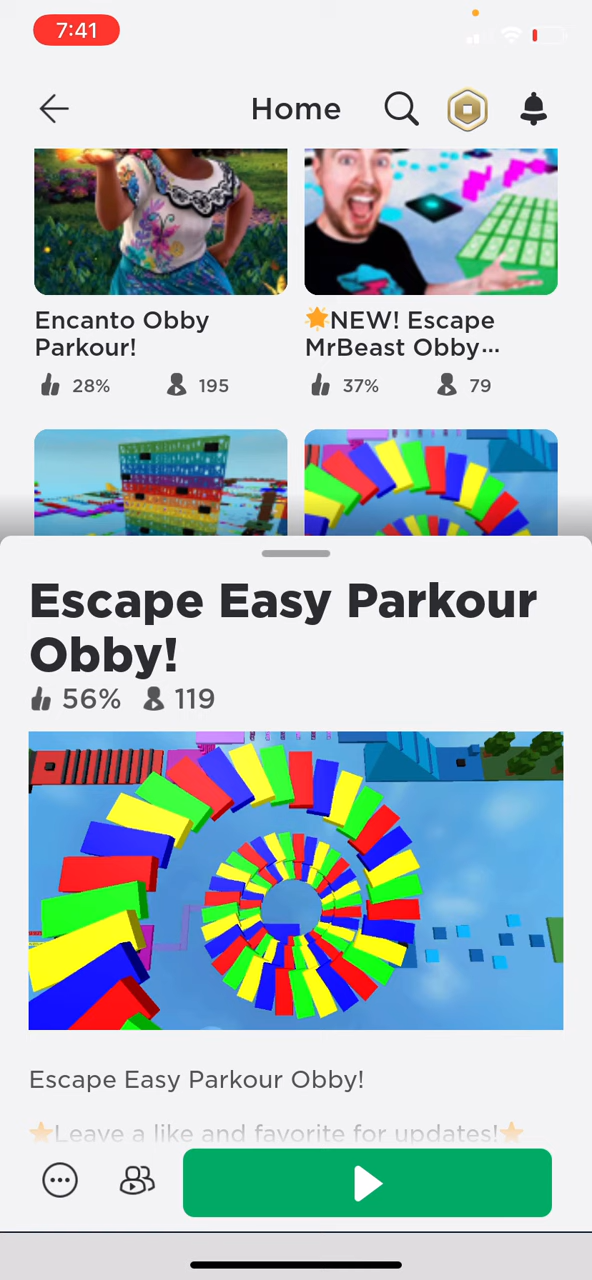 7:41
Home
Encanto Obby
Parkour!
28% 195
NEW! Escape
MrBeast Obby...
37% 79
Escape Easy Parkour
Obby!
56% 119
Escape Easy Parkour Obby!
Leave a like and favorite for updates!